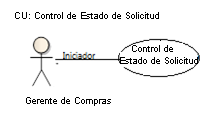 CU: Control de Estado de Solicitud
Iniciador
Control de
Estado de Solicitud
Gerente de Compras